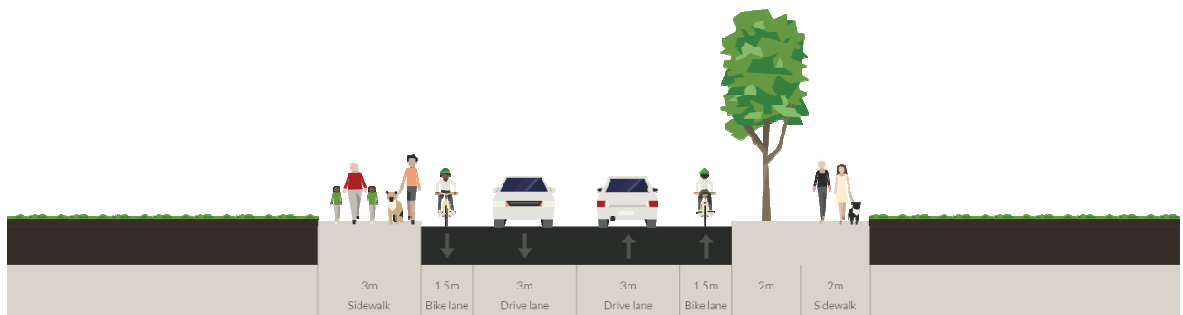 3m
Sidewalk
1.5m
Bike lane
3m
Drive lane
3m
Drive lane
1.5m
Bike lane
2m
2m
Sidewalk